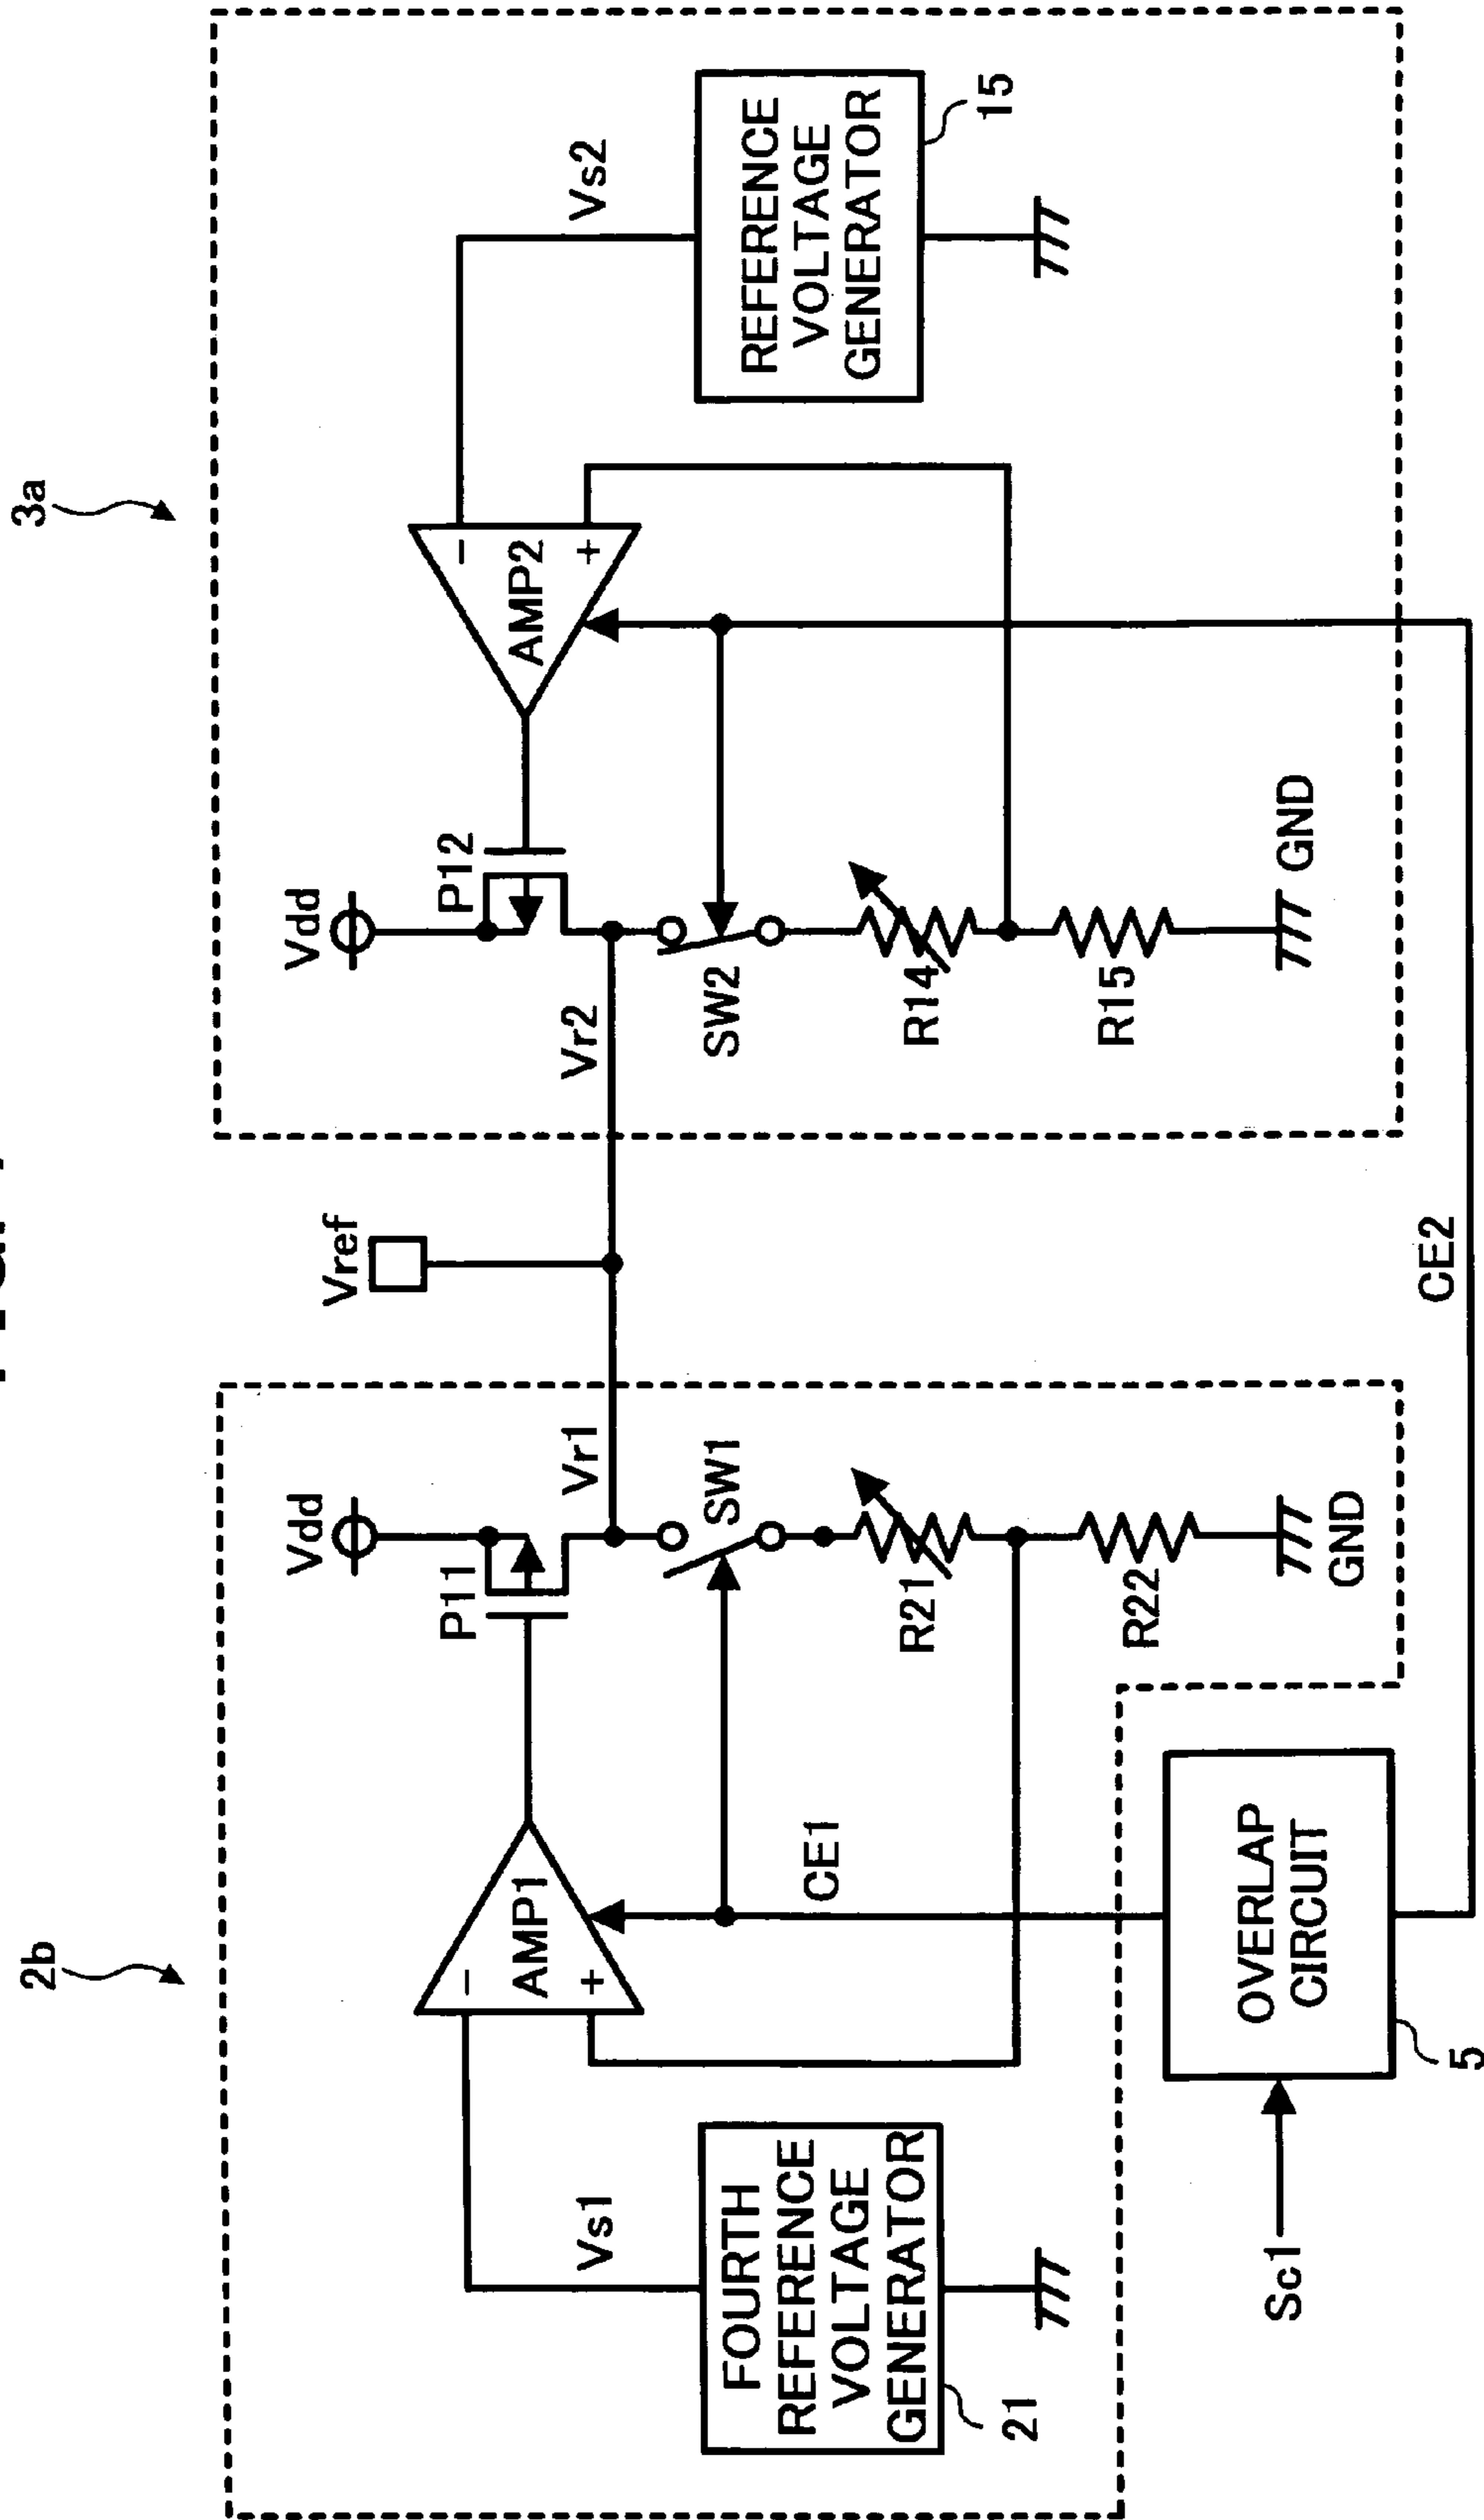 2b
3a
Vdd
Vref
Vdd
P11
P12
AMP1
-
+
AMP2
-
+
Vs1
Vr1
Vr2
Vs2
SW1
SW2
FOURTH
REFERENCE
VOLTAGE
GENERATOR
21
CE1
R21
R22
GND
R14
R15
GND
REFERENCE
VOLTAGE
GENERATOR
15
Sc1
OVERLAP
CIRCUIT
5
CE2